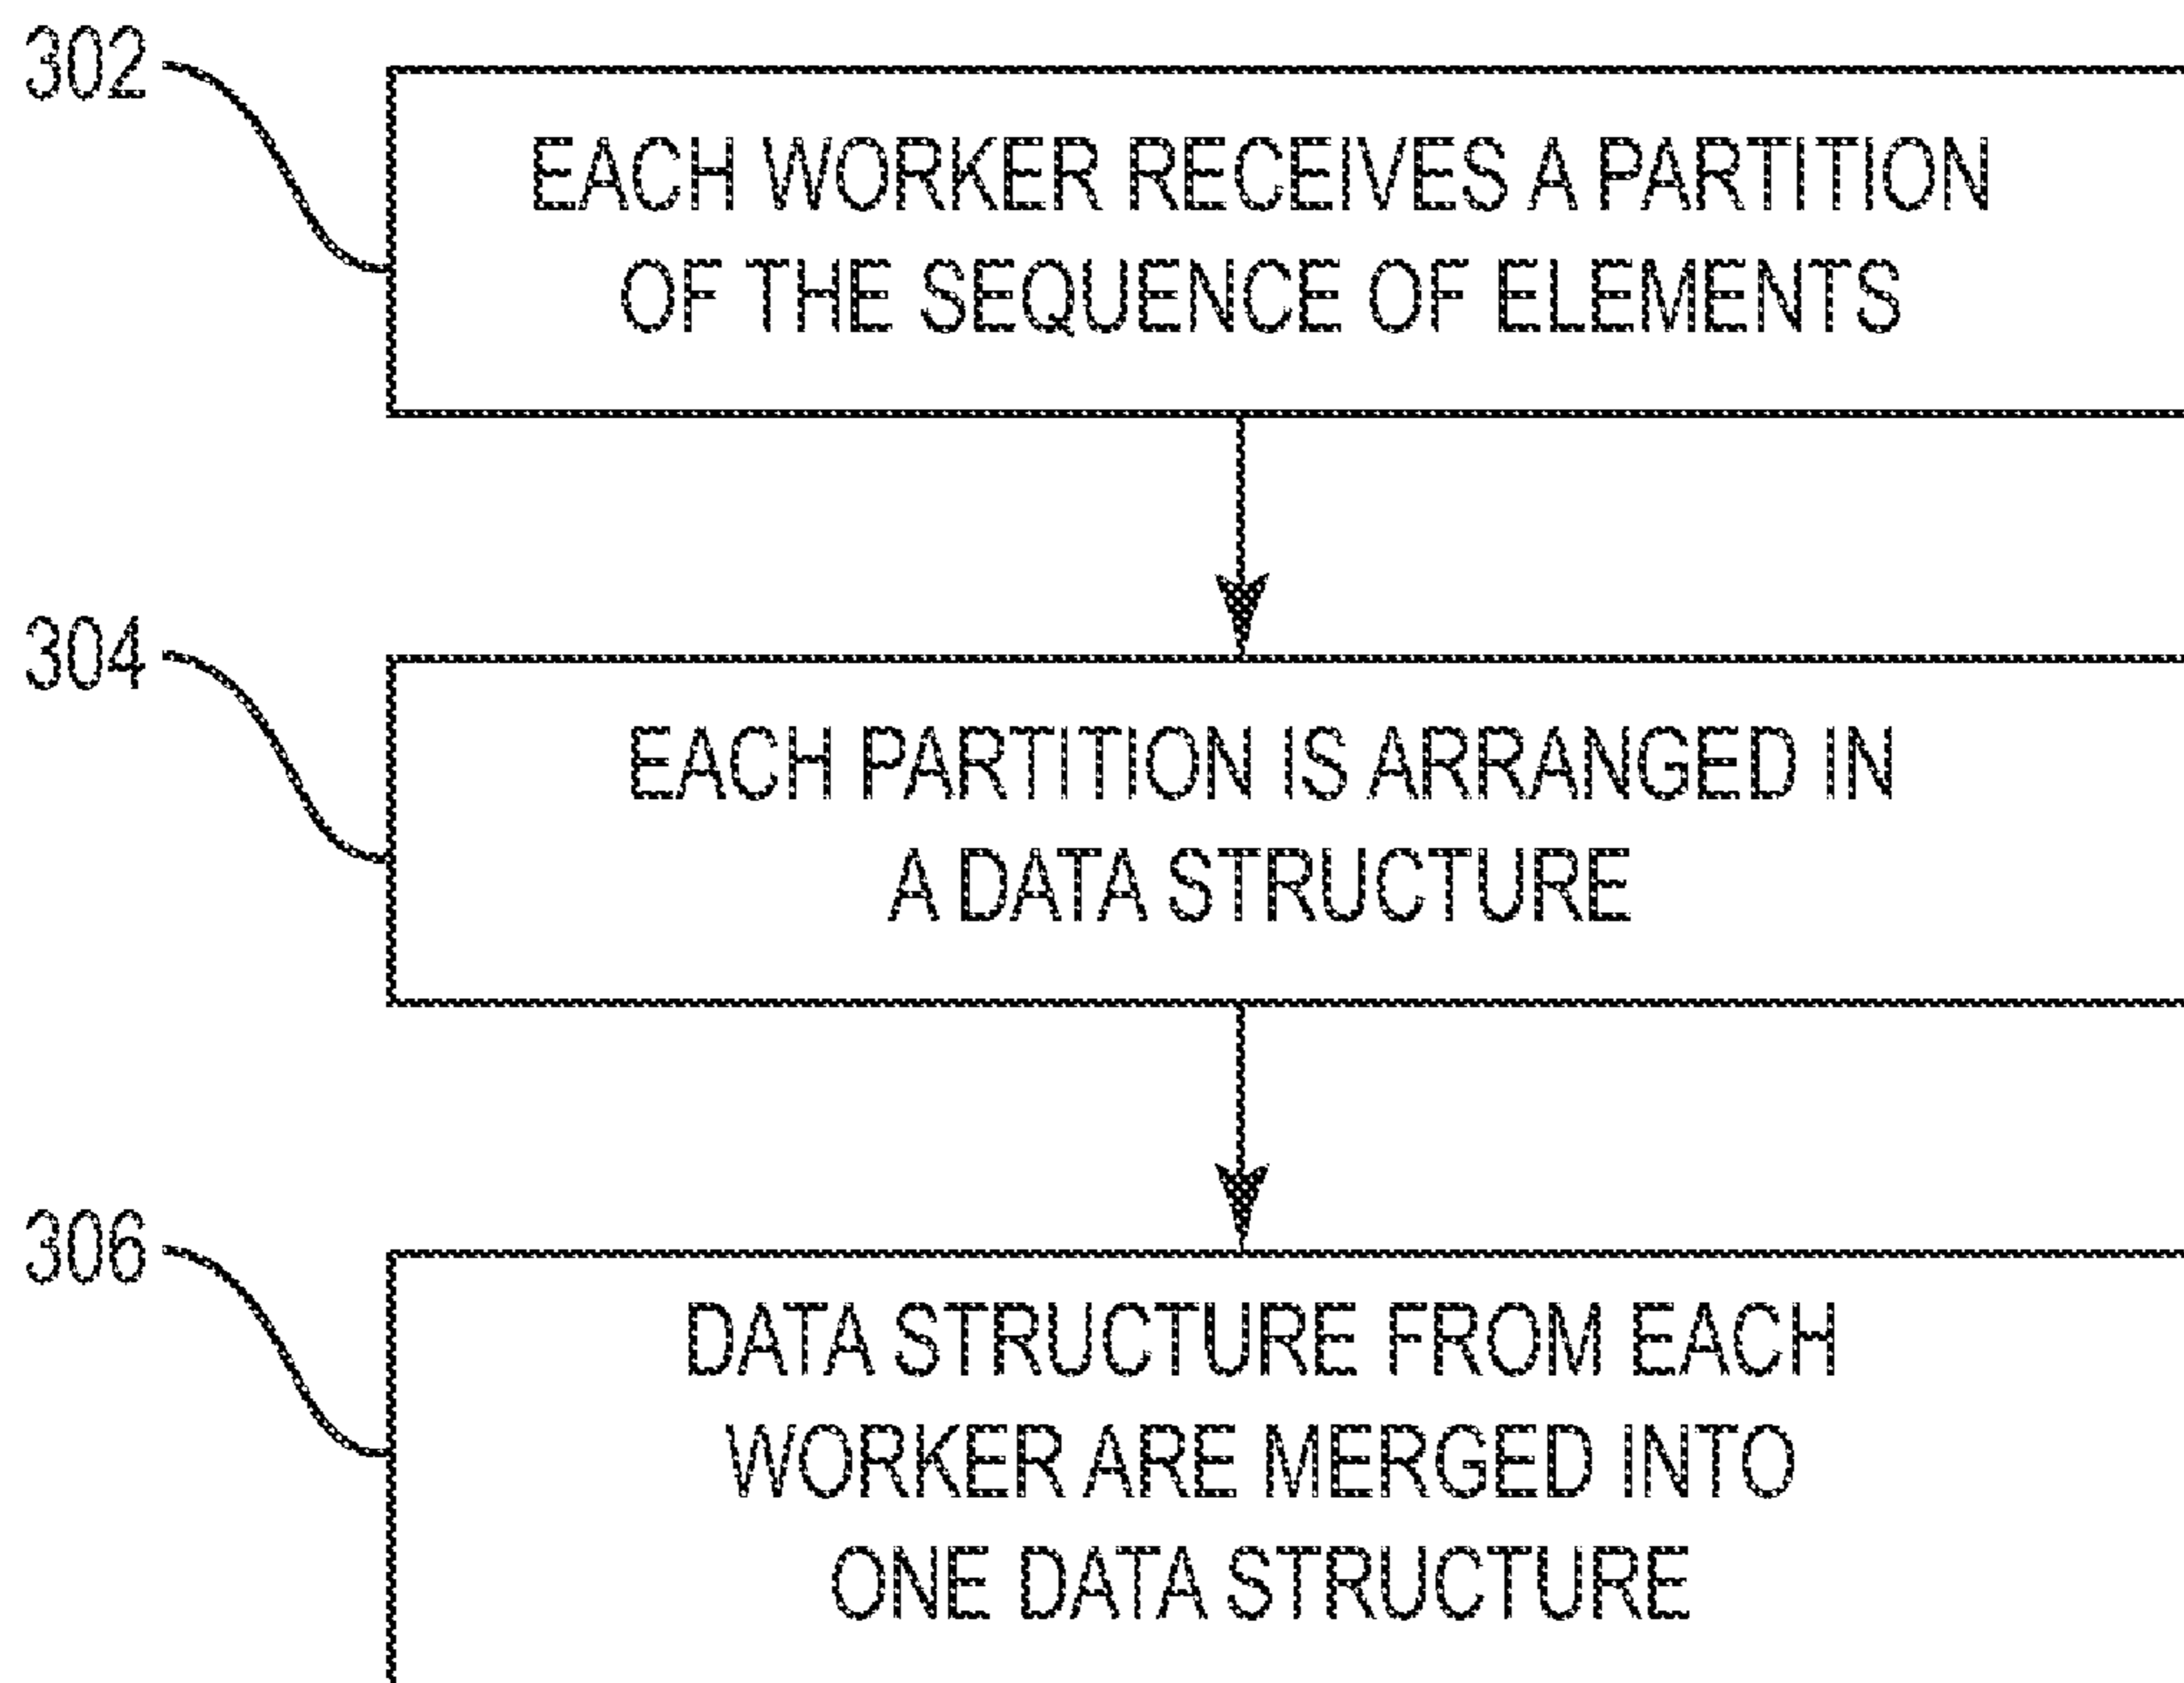 302
EACH WORKER RECEIVES A PARTITION
OF THE SEQUENCE OF ELEMENTS
304
EACH PARTITION IS ARRANGED IN
A DATA STRUCTURE
306
DATA STRUCTURE FROM EACH
WORKER ARE MERGED INTO
ONE DATA STRUCTURE